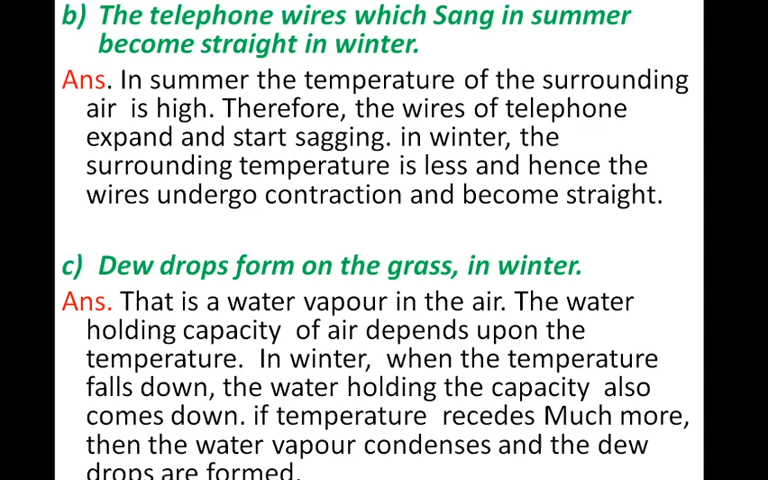 b) The telephone wires which Sang in summer
become straight in winter.
Ans. In summer the temperature of the surrounding
air is high. Therefore, the wires of telephone
expand and start sagging. in winter, the
surrounding temperature is less and hence the
wires undergo contraction and become straight.
c) Dew drops form on the grass, in winter.
Ans. That is a water vapour in the air. The water
holding capacity of air depends upon the
temperature. In winter, when the temperature
falls down, the water holding the capacity also
comes down. if temperature recedes Much more,
then the water vapour condenses and the dew
drops are formed.